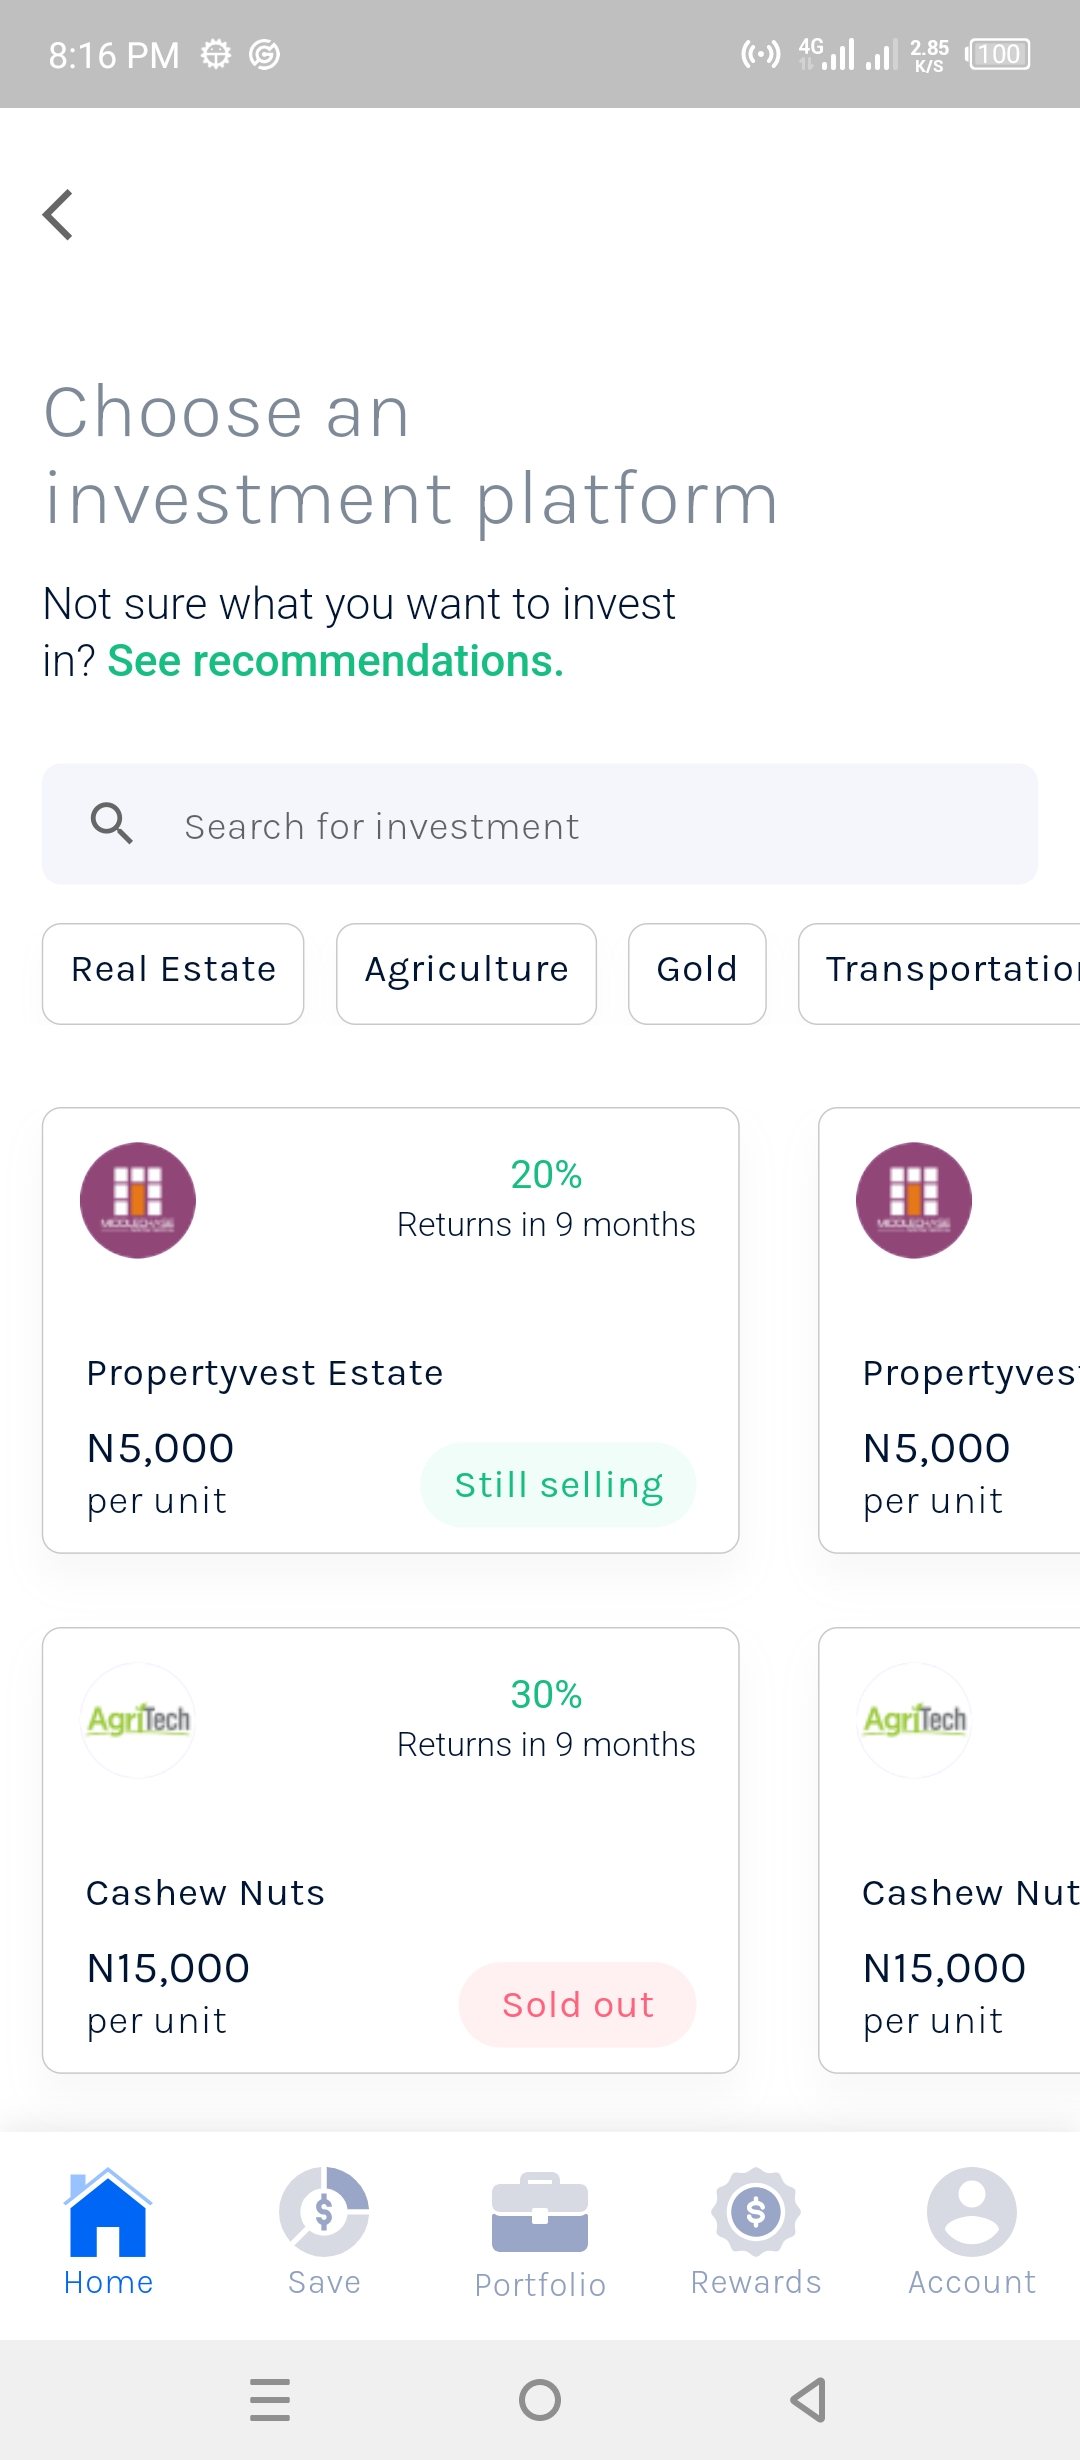 8:16 PM
4G 2.85 K/S 100
Choose an
investment platform
Not sure what you want to invest
in? See recommendations.
Search for investment
Real Estate Agriculture Gold Transportatio
20%
Returns in 9 months
MIDDLECHASE
Propertyvest Estate
N5,000
per unit
Still selling
MIDDLECHASE
Propertyves
N5,000
per unit
AgriTech
30%
Returns in 9 months
Cashew Nuts
N15,000
per unit
Sold out
AgriTech
Cashew Nut
N15,000
per unit
Home Save Portfolio Rewards Account